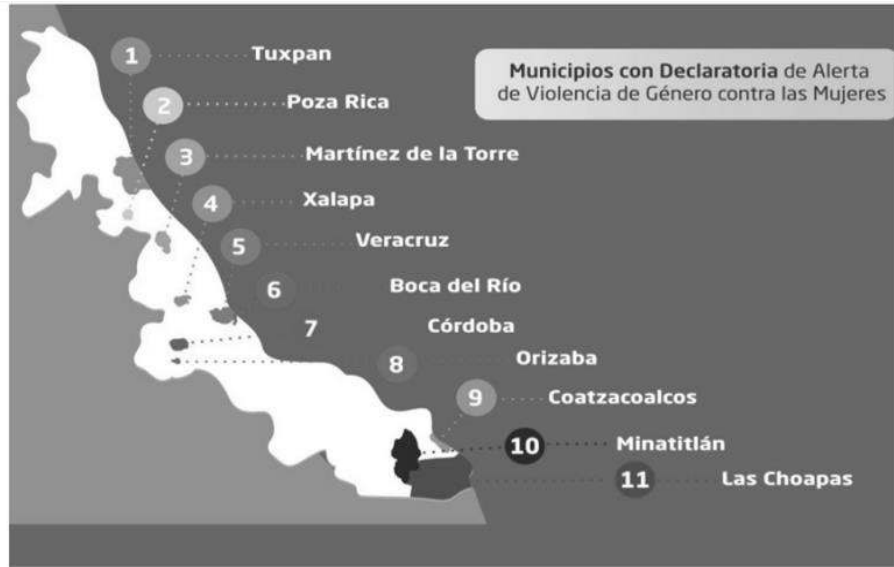 Municipios con Declaratoria de Alerta
de Violencia de Género contra las Mujeres
1 Tuxpan
2 Poza Rica
3 Martínez de la Torre
4 Xalapa
5 Veracruz
6 Boca del Río
7 Córdoba
8 Orizaba
9 Coatzacoalcos
10 Minatitlán
11 Las Choapas